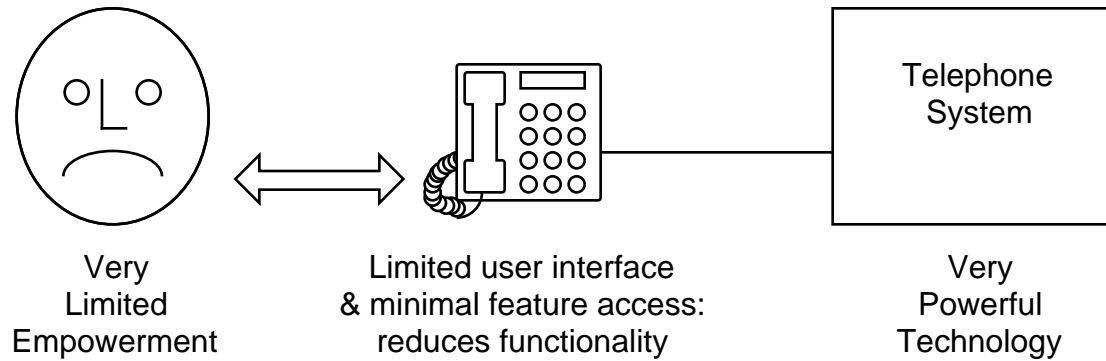 Telephone
System
Very
Limited
Empowerment
Limited user interface
& minimal feature access:
reduces functionality
Very
Powerful
Technology